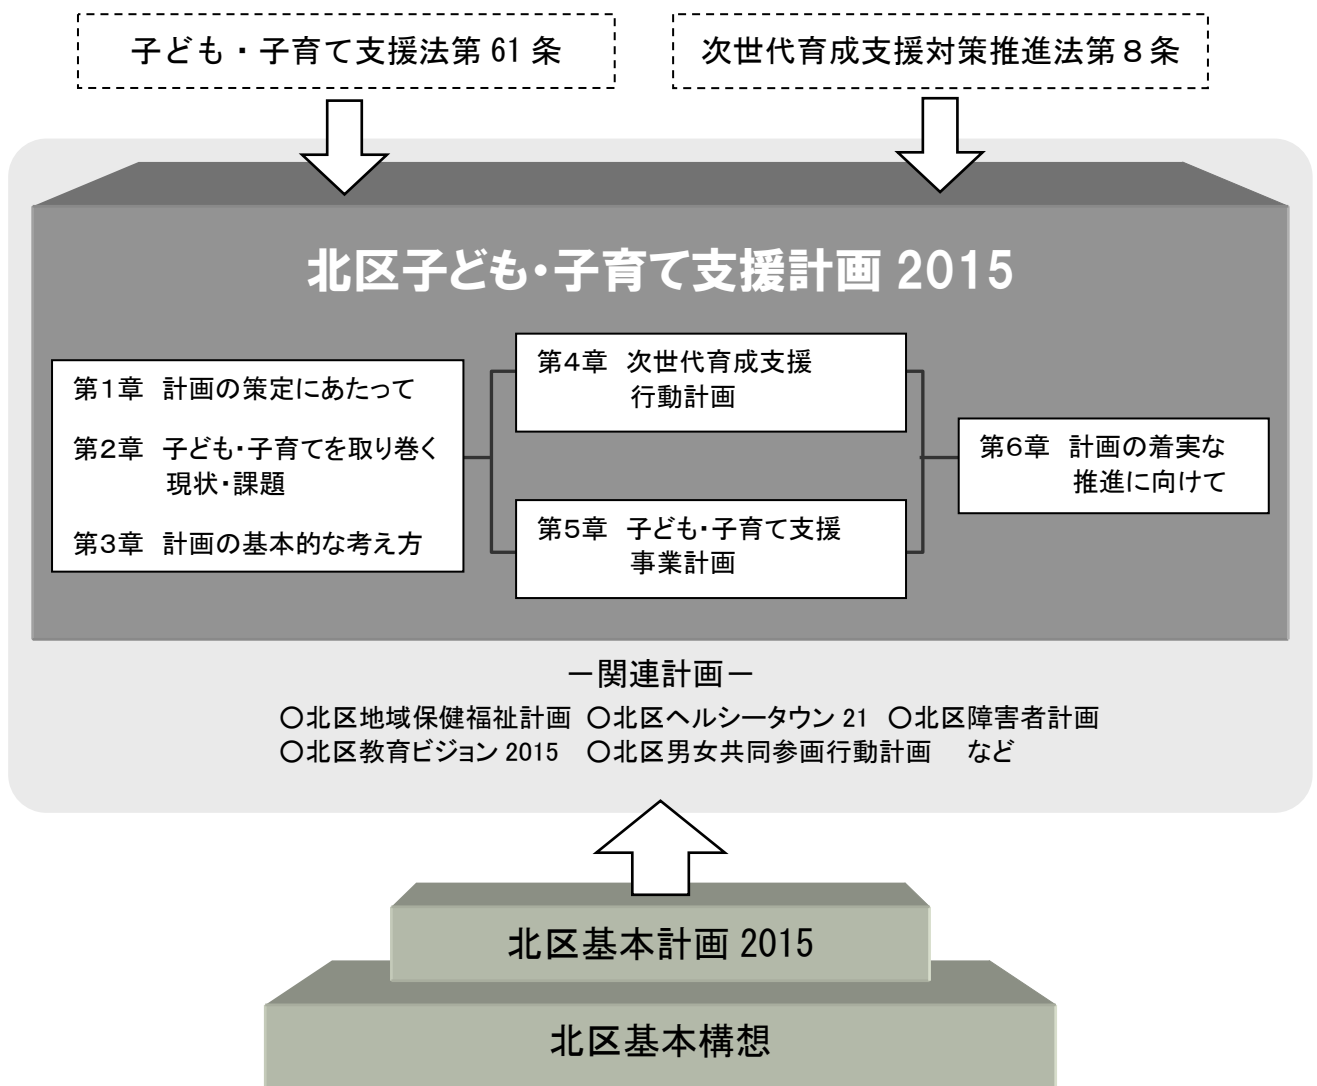 子ども・子育て支援法第 61 条
次世代育成支援対策推進法第８条
北区子ども・子育て支援計画 2015
第１章 計画の策定にあたって
第２章 子ども・子育てを取り巻く
現状・課題
第３章 計画の基本的な考え方
第４章 次世代育成支援
行動計画
第５章 子ども・子育て支援
事業計画
第６章 計画の着実な
推進に向けて
－関連計画－
○北区地域保健福祉計画 ○北区ヘルシータウン 21 ○北区障害者計画
○北区教育ビジョン 2015 ○北区男女共同参画行動計画 など
北区基本計画 2015
北区基本構想